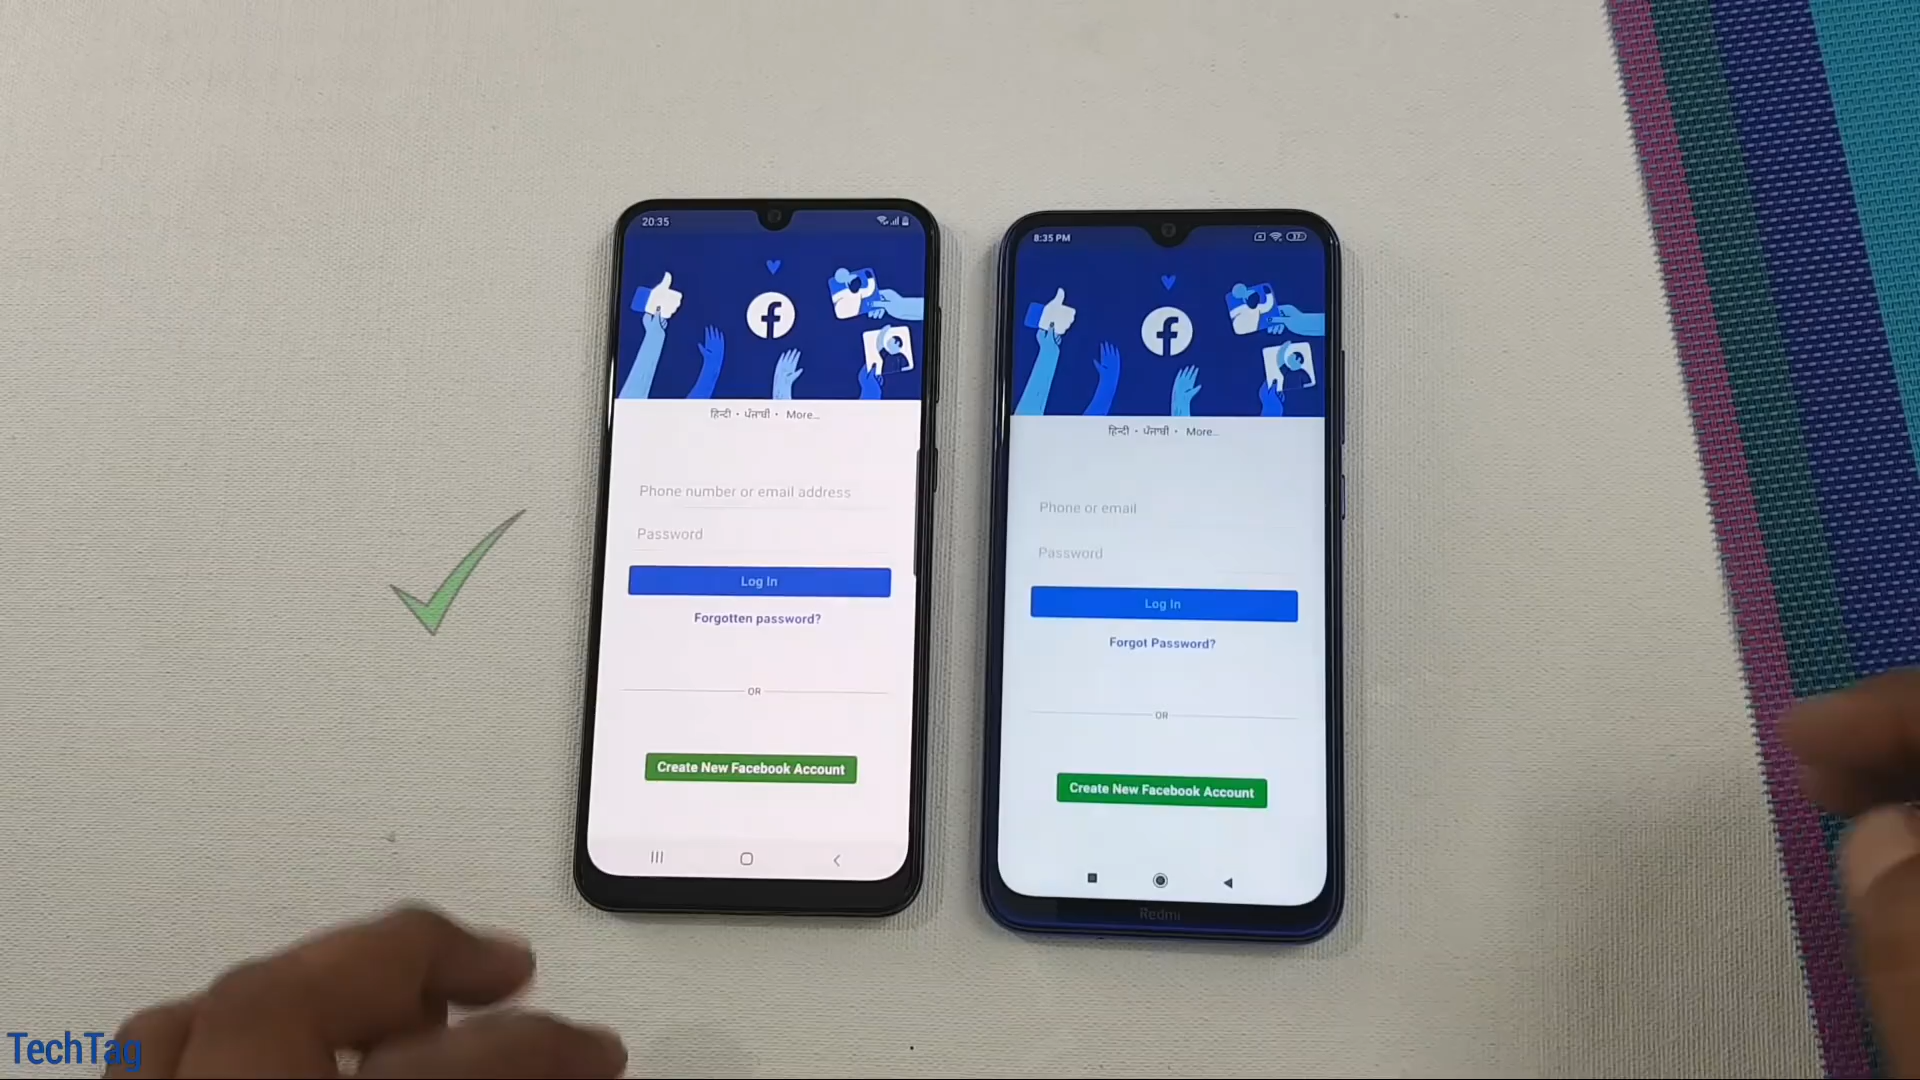 20:35
हिन्दी • ਪੰਜਾਬੀ • More...
Phone number or email address
Password
Log In
Forgotten password?
OR
Create New Facebook Account
8:35 PM
37
हिन्दी • ਪੰਜਾਬੀ • More...
Phone or email
Password
Log In
Forgot Password?
OR
Create New Facebook Account
Redmi
TechTag